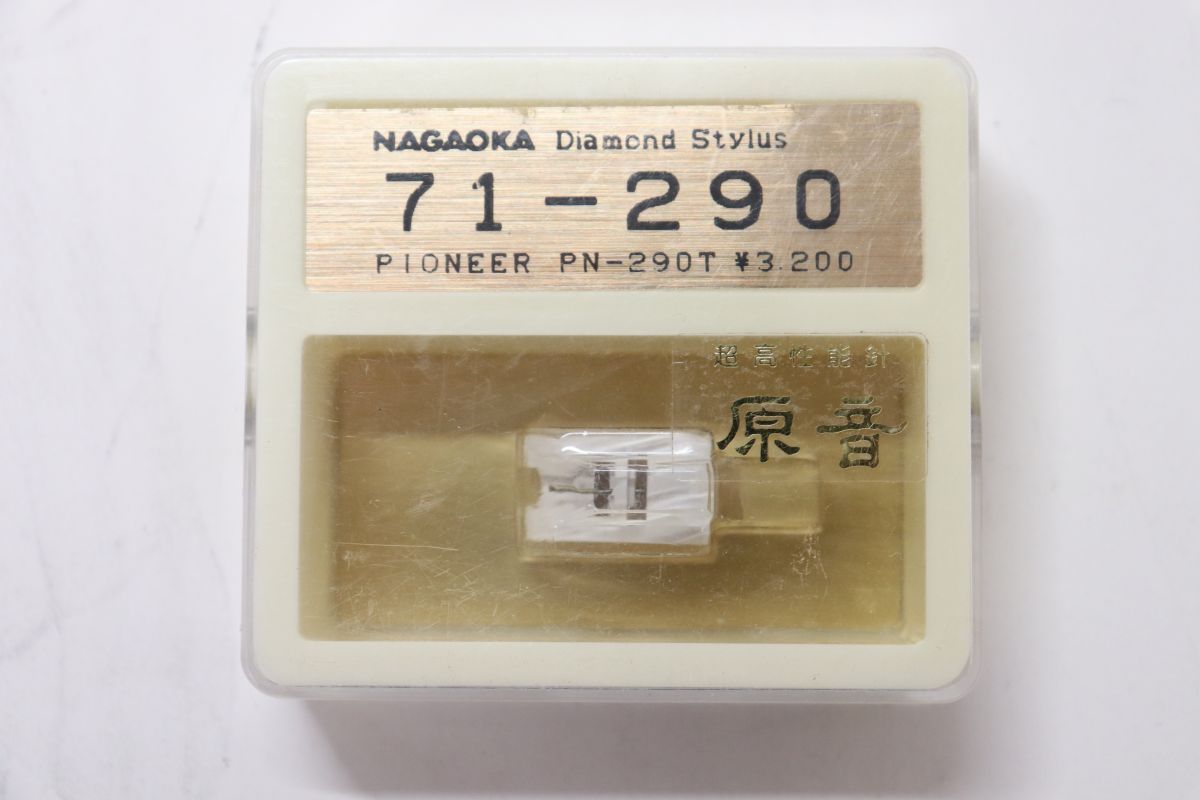 NAGAOKA Diamond Stylus
71-290
PIONEER PN-290T ¥3.200
超高性能針
原音